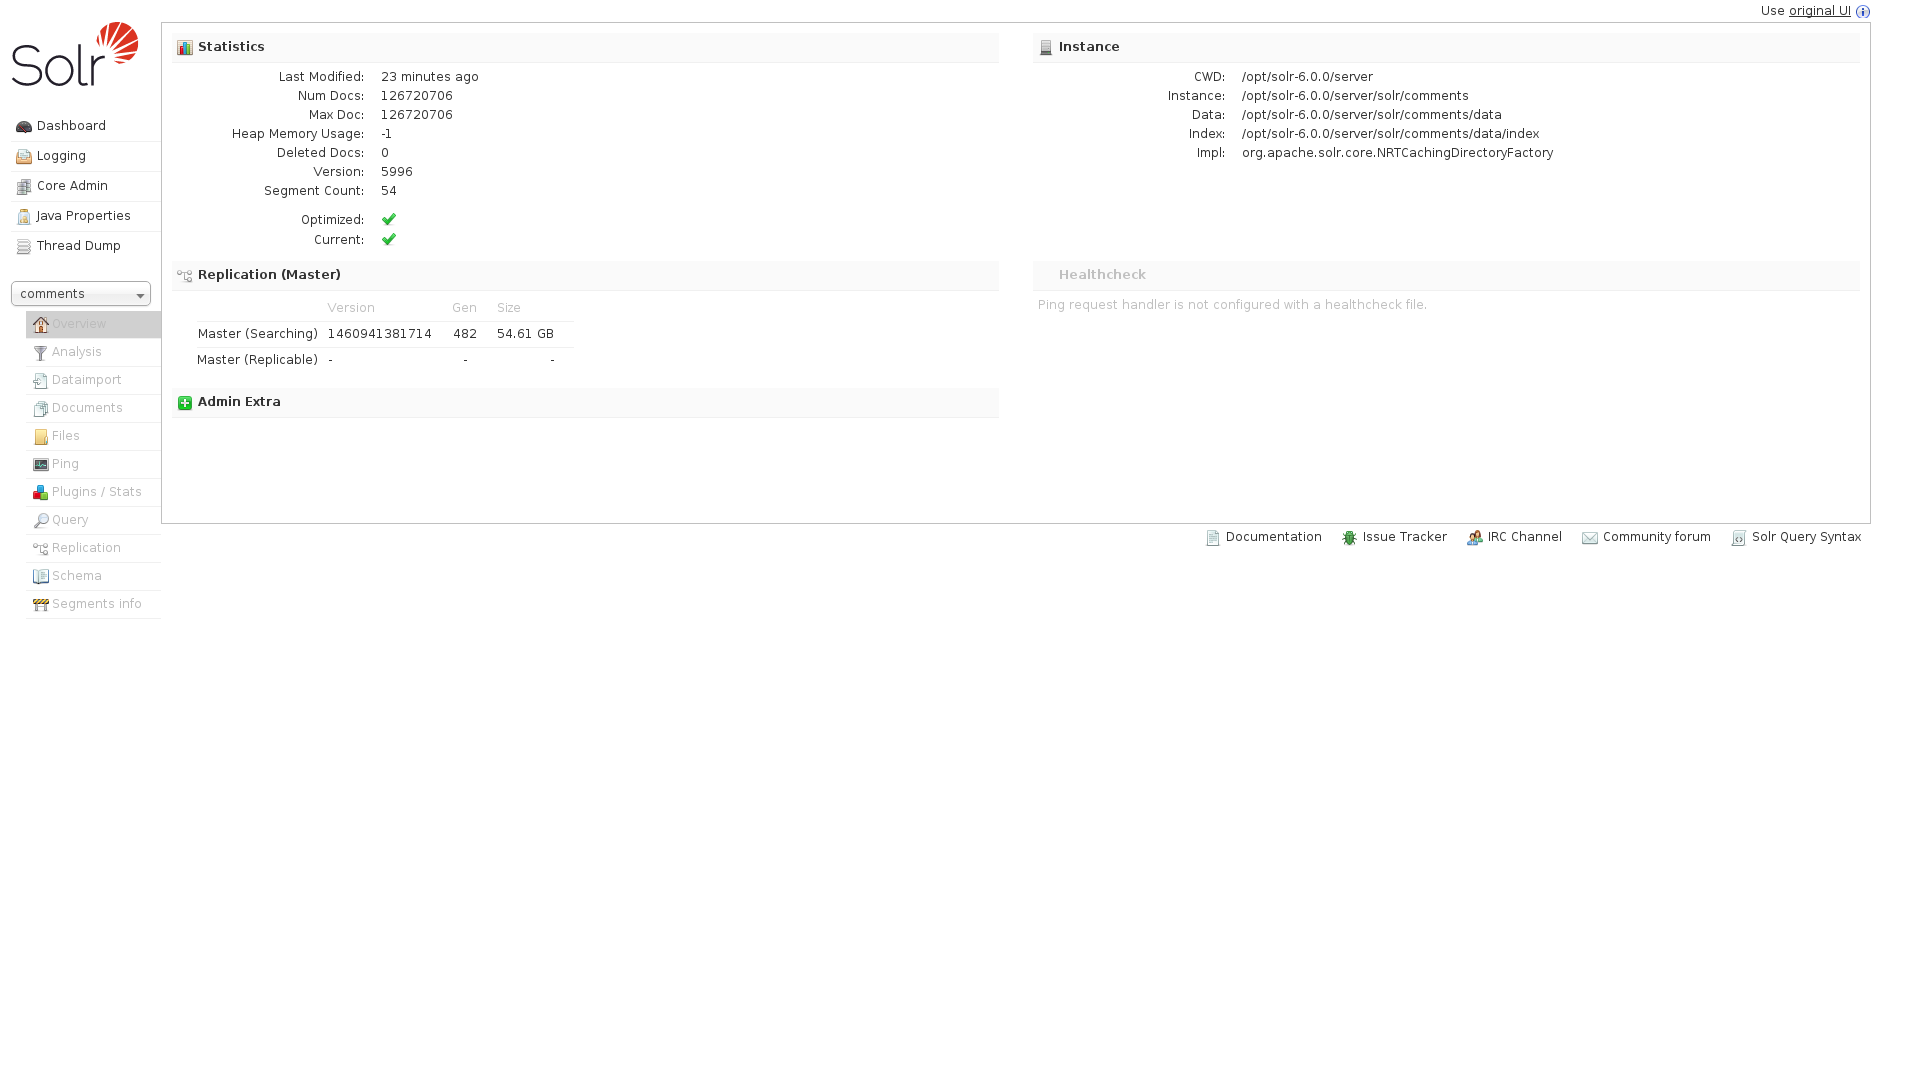 Use original UI
Solr
Dashboard
Logging
Core Admin
Java Properties
Thread Dump
comments
Overview
Analysis
Dataimport
Documents
Files
Ping
Plugins / Stats
Query
Replication
Schema
Segments info
Statistics
Last Modified: 23 minutes ago
Num Docs: 126720706
Max Doc: 126720706
Heap Memory Usage: -1
Deleted Docs: 0
Version: 5996
Segment Count: 54
Optimized:
Current:
Instance
CWD: /opt/solr-6.0.0/server
Instance: /opt/solr-6.0.0/server/solr/comments
Data: /opt/solr-6.0.0/server/solr/comments/data
Index: /opt/solr-6.0.0/server/solr/comments/data/index
Impl: org.apache.solr.core.NRTCachingDirectoryFactory
Replication (Master)
Version Gen Size
Master (Searching) 1460941381714 482 54.61 GB
Master (Replicable) - - -
Healthcheck
Ping request handler is not configured with a healthcheck file.
Admin Extra
Documentation Issue Tracker IRC Channel Community forum Solr Query Syntax